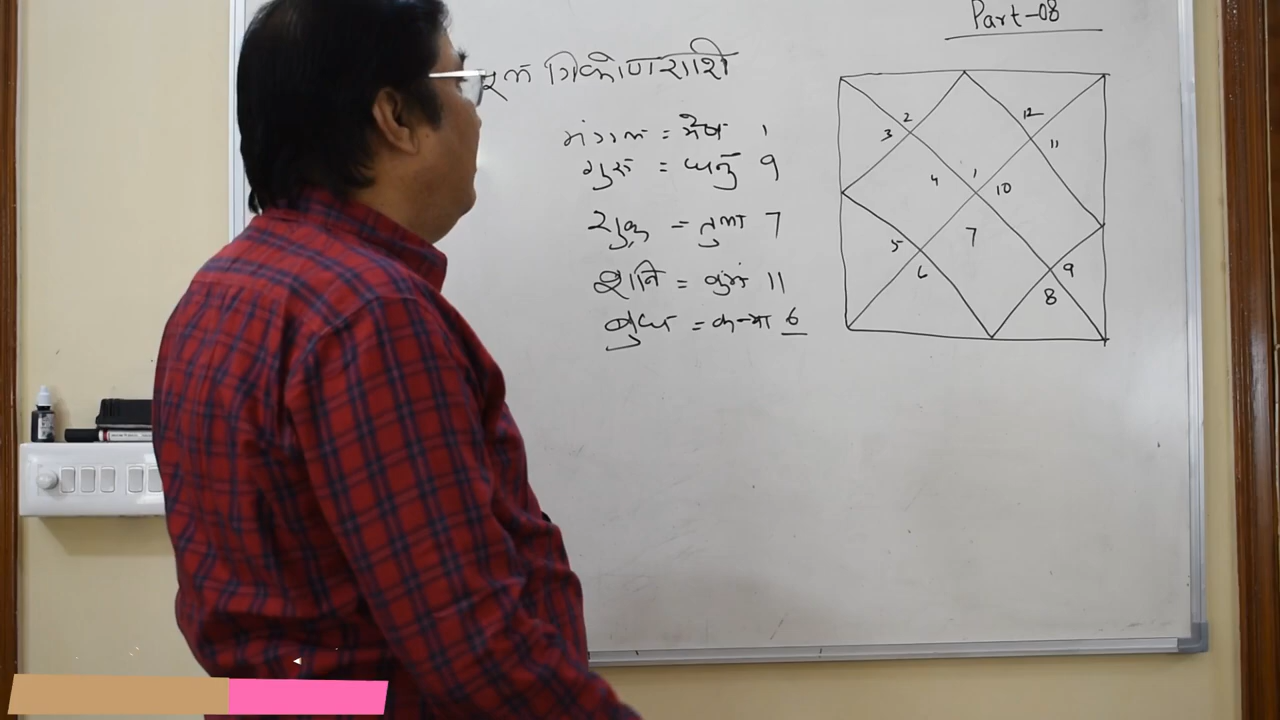 Part-08
मूल त्रिकोण राशि
मंगल = मेष 1
गुरु = धनु 9
शुक्र = तुला 7
शनि = कुंभ 11
बुध = कन्या 6
2 12
3 11
4 1 10
5 7
6 9
8